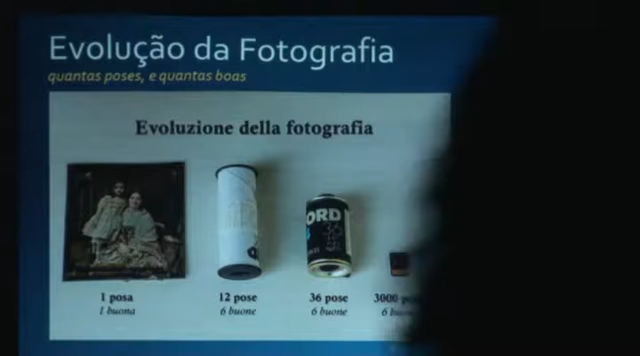 Evolução da Fotografia
quantas poses, e quantas boas
Evoluzione della fotografia
ORD
36
1 posa
1 buona
12 pose
6 buone
36 pose
6 buone
3000
6